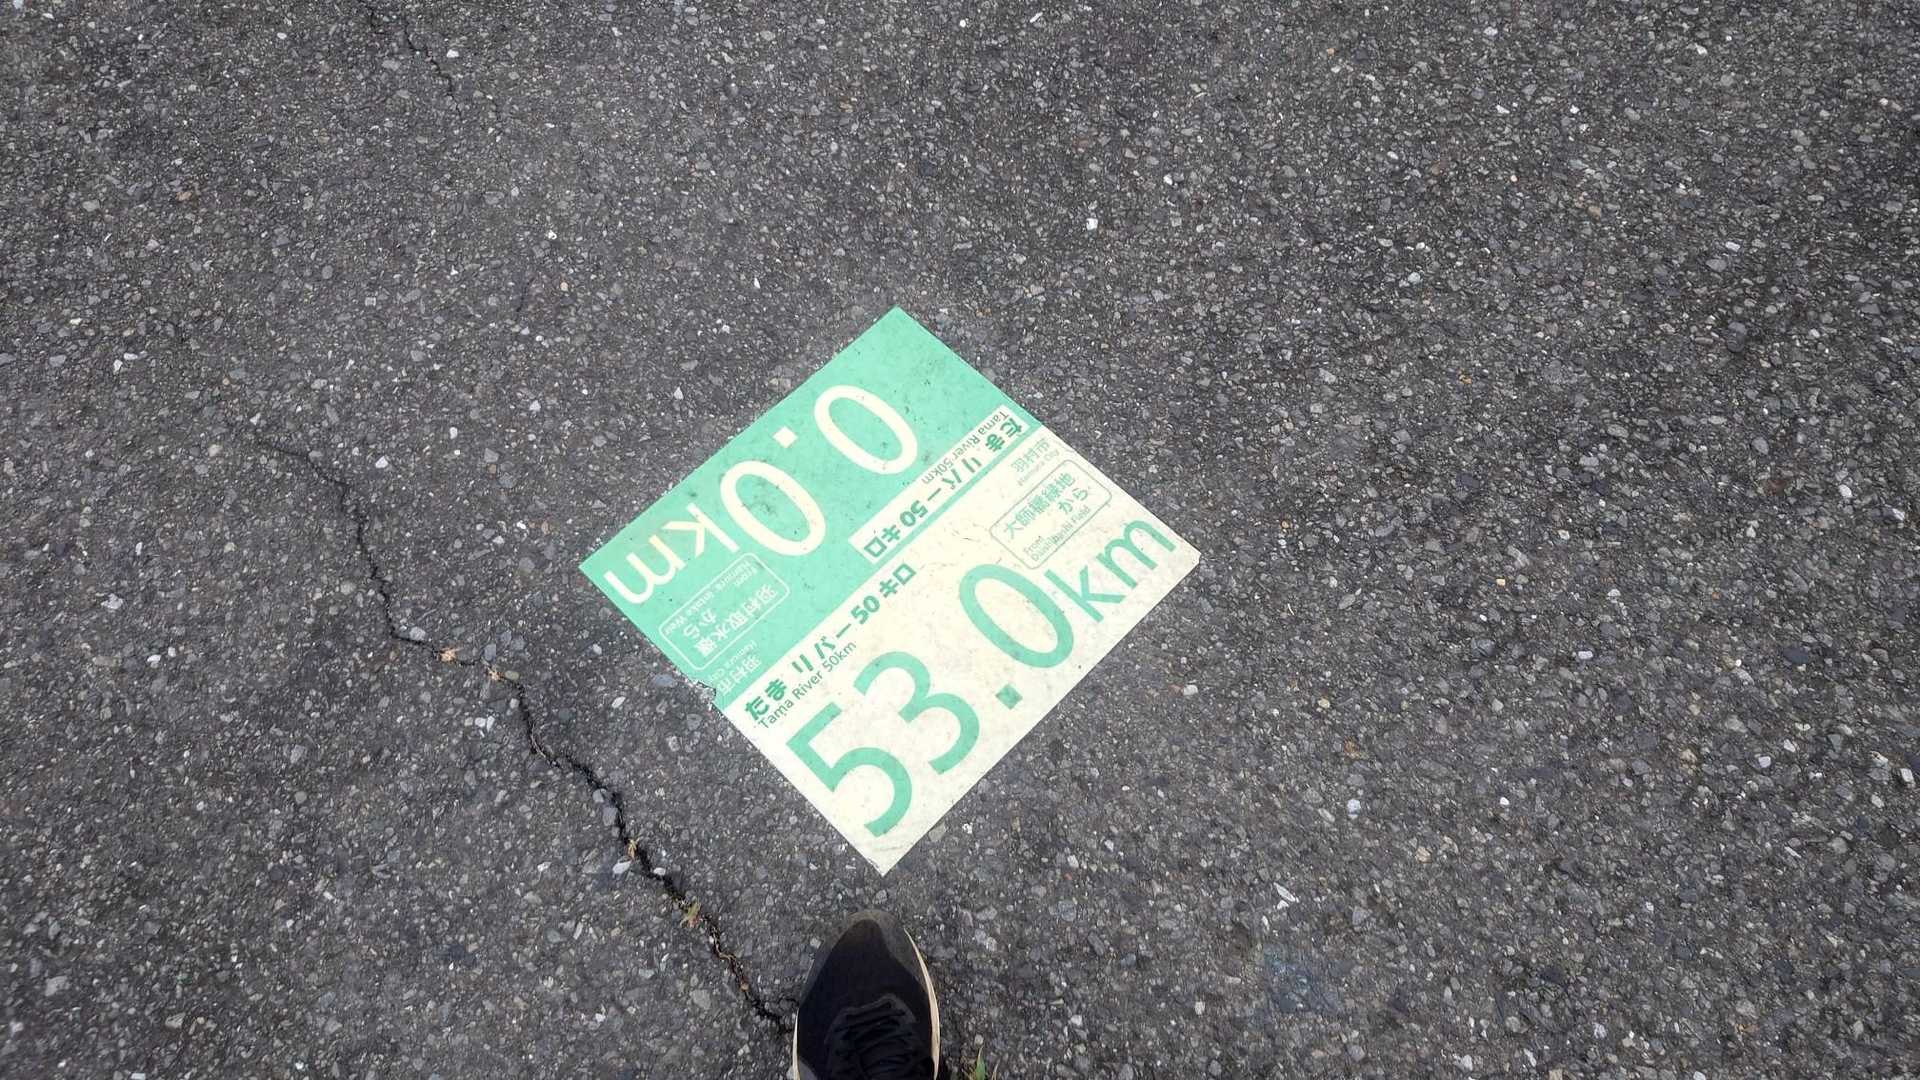 0.0km
羽村取水堰
から
From
Hamura Intake Weir
羽村市
Hamura City
たまリバー50キロ
Tama River 50km
たまリバー50キロ
Tama River 50km
羽村市
Hamura City
大師橋緑地
から
From
Daishibashi Field
53.0km